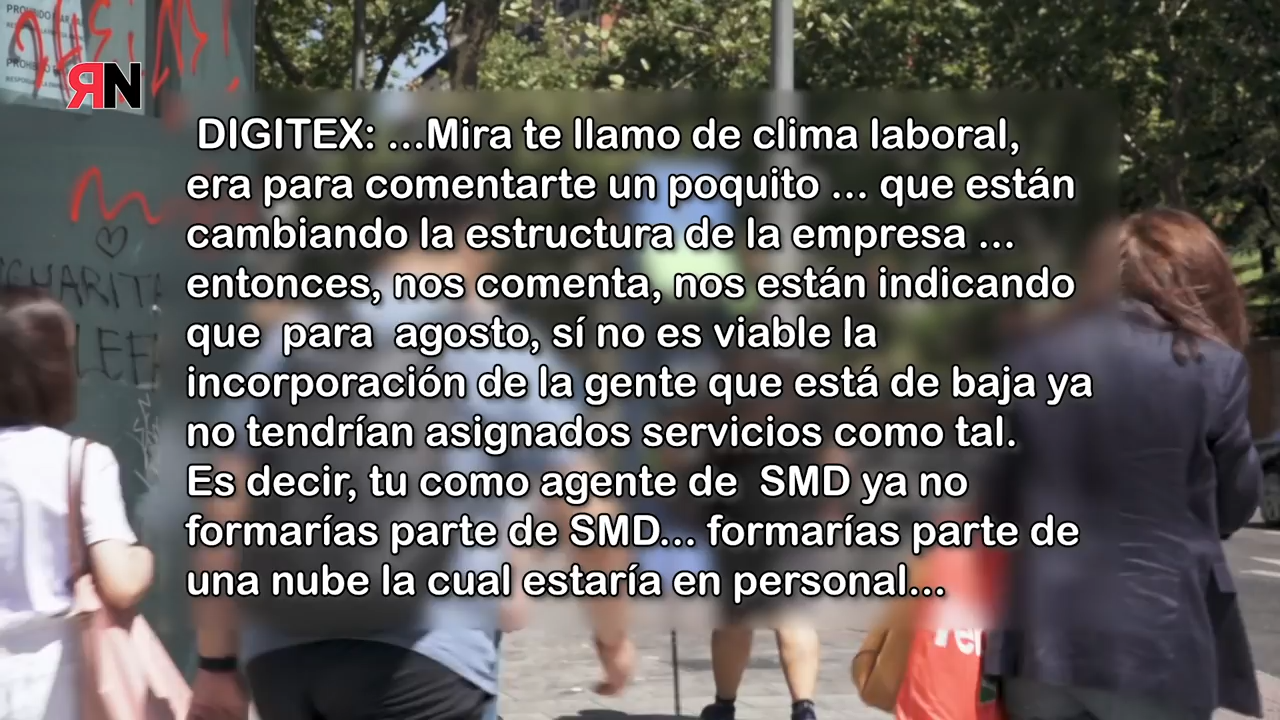 PROHIBIDO
ЯN
DIGITEX: ...Mira te llamo de clima laboral,
era para comentarte un poquito ... que están
cambiando la estructura de la empresa ...
entonces, nos comenta, nos están indicando
que para agosto, sí no es viable la
incorporación de la gente que está de baja ya
no tendrían asignados servicios como tal.
Es decir, tu como agente de SMD ya no
formarías parte de SMD... formarías parte de
una nube la cual estaría en personal...